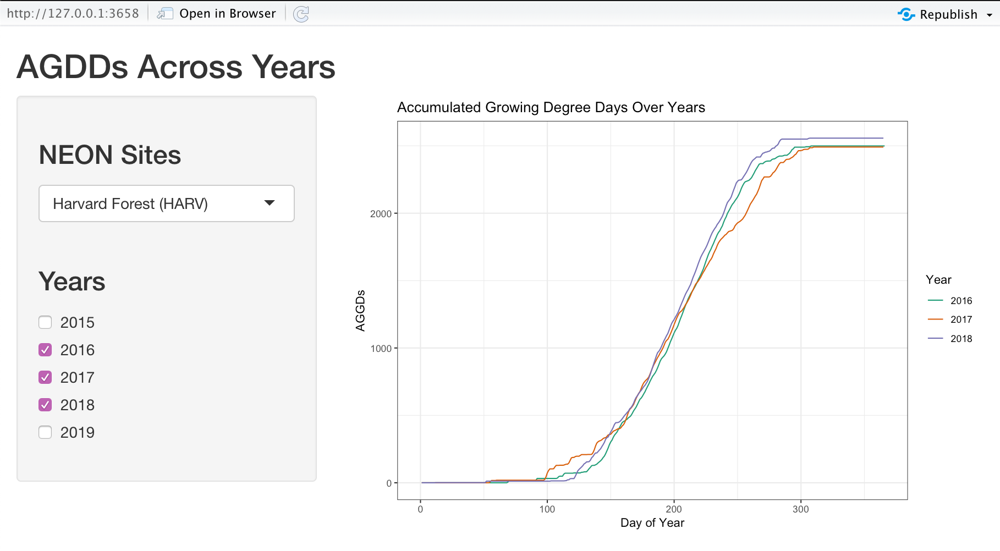 http://127.0.0.1:3658 Open in Browser Republish
AGDDs Across Years
NEON Sites
Harvard Forest (HARV)
Years
2015
2016
2017
2018
2019
Accumulated Growing Degree Days Over Years
AGGDs
2000
1000
0
0 100 200 300
Day of Year
Year
2016
2017
2018